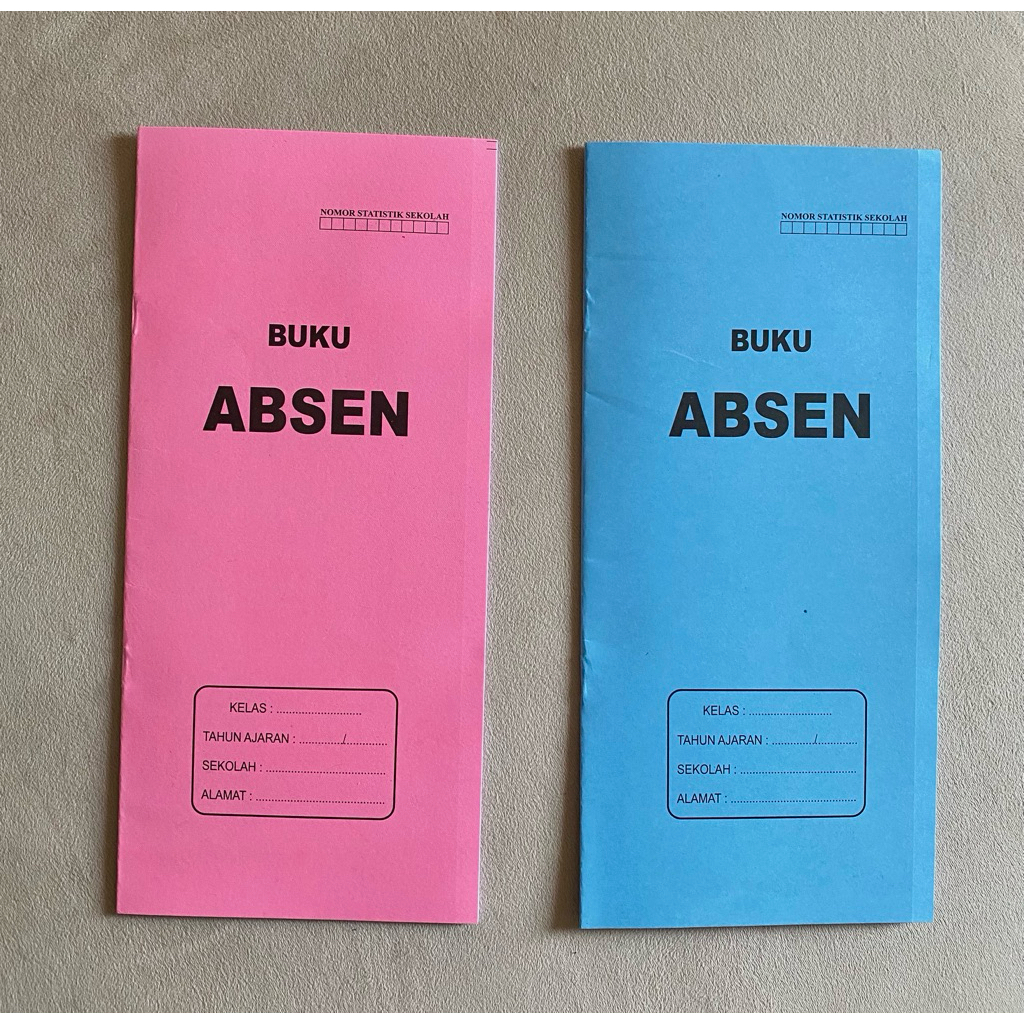 NOMOR STATISTIK SEKOLAH
BUKU
ABSEN
KELAS : ............................
TAHUN AJARAN : ............../.............
SEKOLAH : .......................................
ALAMAT : ..........................................
NOMOR STATISTIK SEKOLAH
BUKU
ABSEN
KELAS : ............................
TAHUN AJARAN : ............../.............
SEKOLAH : .......................................
ALAMAT : ..........................................